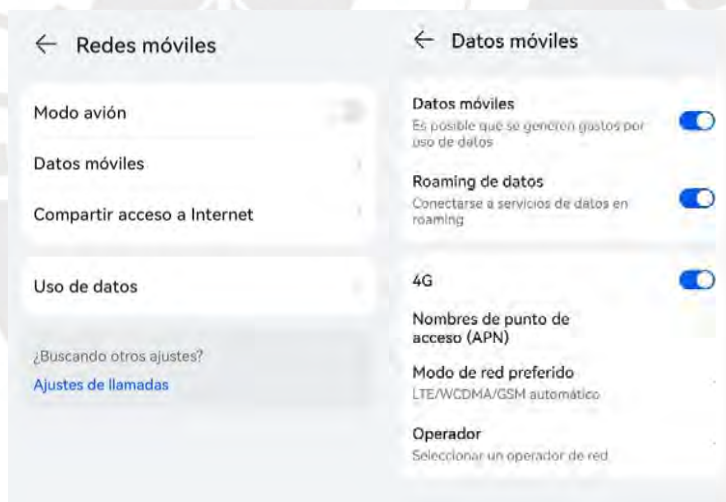 ← Redes móviles
Modo avión
Datos móviles
Compartir acceso a Internet
Uso de datos
¿Buscando otros ajustes?
Ajustes de llamadas
← Datos móviles
Datos móviles
Es posible que se generen gastos por
uso de datos
Roaming de datos
Conectarse a servicios de datos en
roaming
4G
Nombres de punto de
acceso (APN)
Modo de red preferido
LTE/WCDMA/GSM automático
Operador
Seleccionar un operador de red